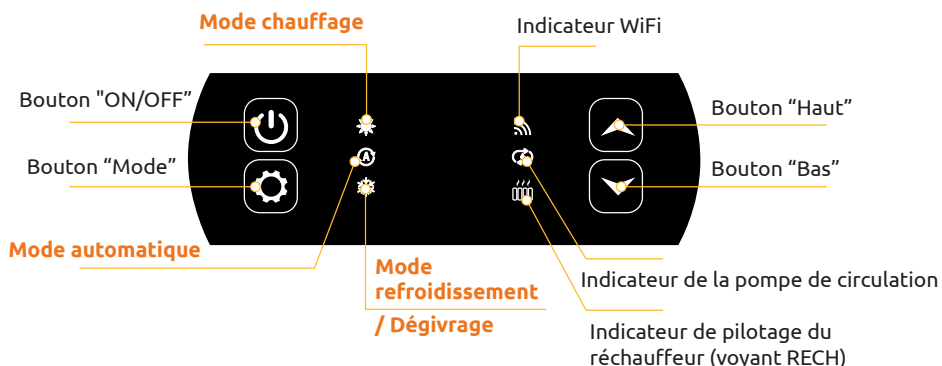 Mode chauffage
Indicateur WiFi
Bouton "ON/OFF”
Bouton “Haut”
Bouton “Mode”
A
Bouton “Bas”
Mode automatique
Mode
refroidissement
/ Dégivrage
Indicateur de la pompe de circulation
Indicateur de pilotage du
réchauffeur (voyant RECH)